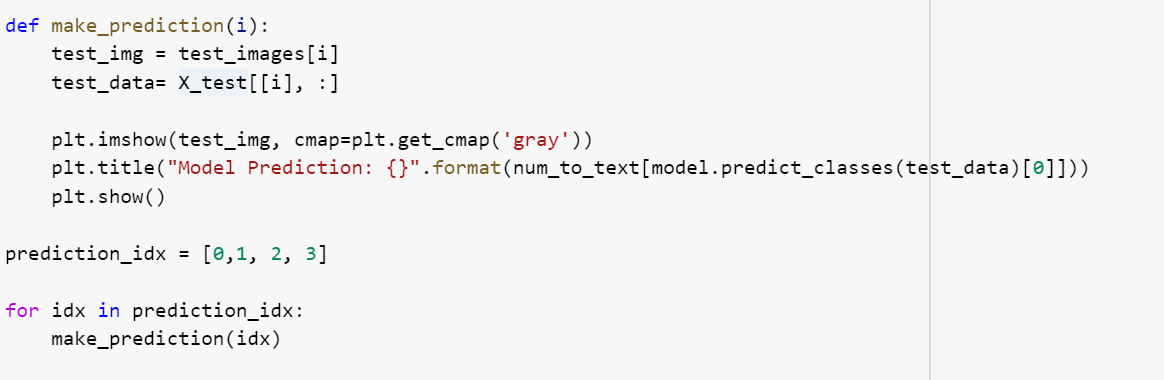 def make_prediction(i):
    test_img = test_images[i]
    test_data= X_test[[i], :]

    plt.imshow(test_img, cmap=plt.get_cmap('gray'))
    plt.title("Model Prediction: {}".format(num_to_text[model.predict_classes(test_data)[0]]))
    plt.show()

prediction_idx = [0,1, 2, 3]

for idx in prediction_idx:
    make_prediction(idx)